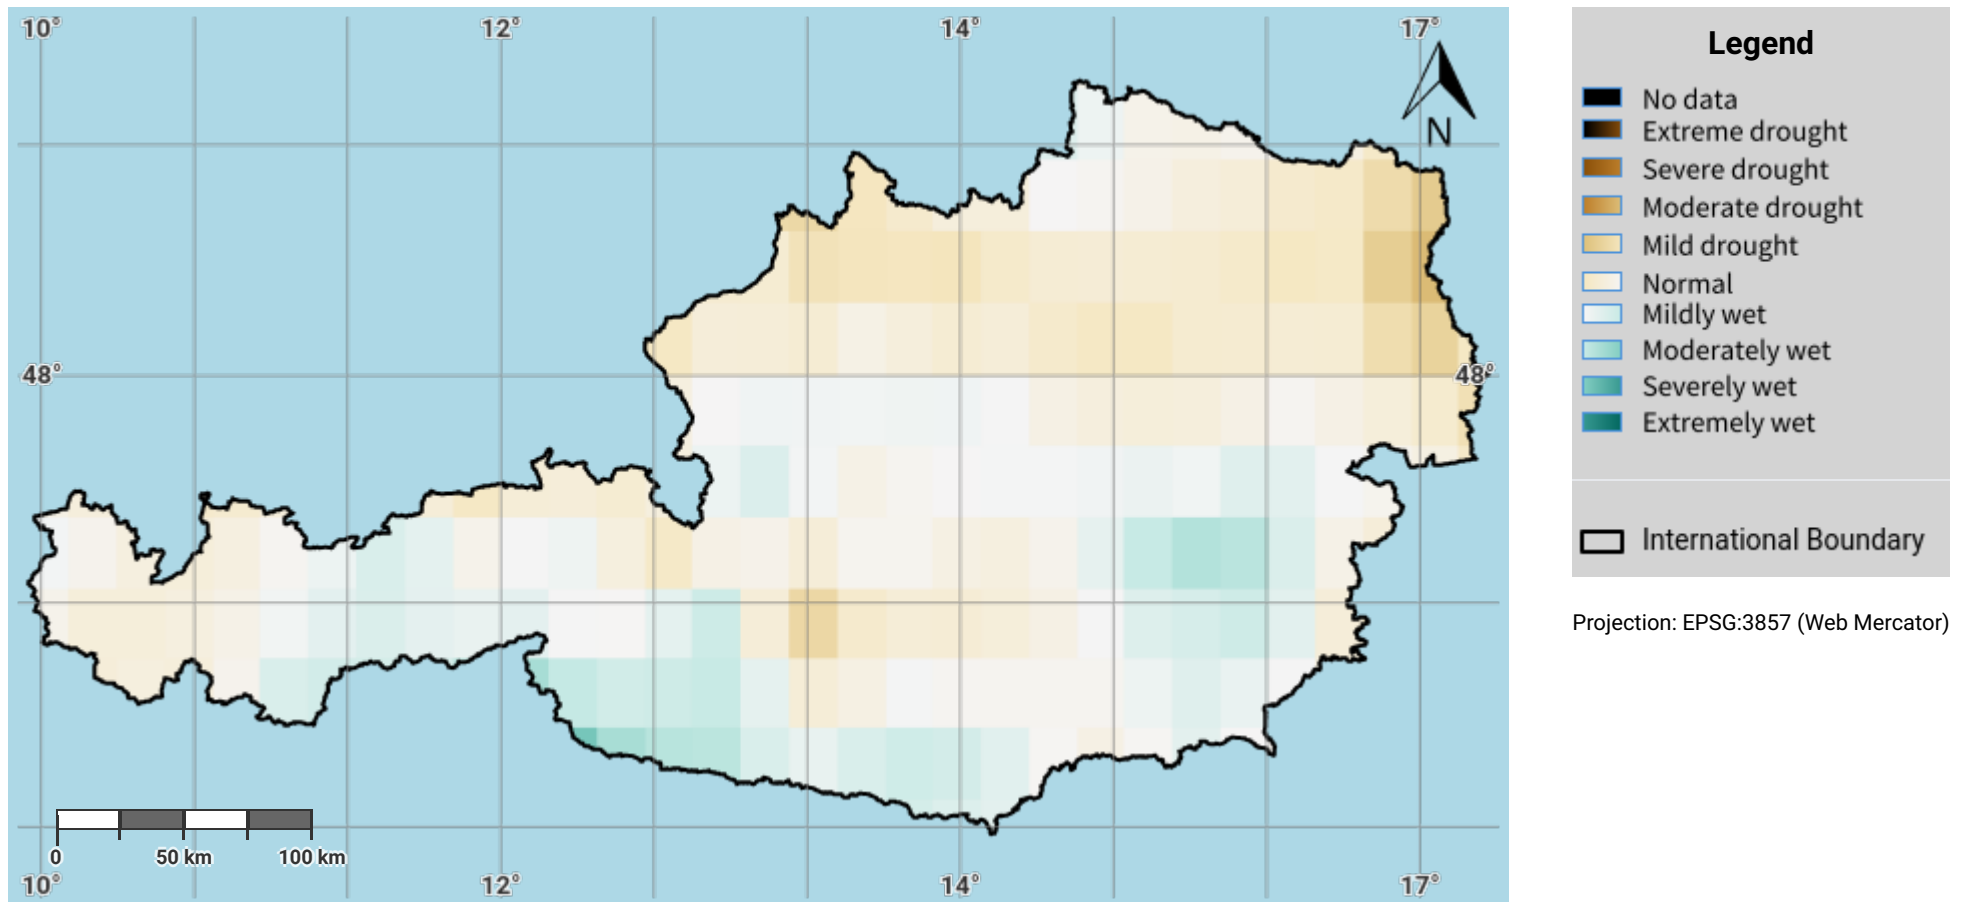 10° 12° 14° 17°
N
48° 48°
0 50 km 100 km
10° 12° 14° 17°
Legend
No data
Extreme drought
Severe drought
Moderate drought
Mild drought
Normal
Mildly wet
Moderately wet
Severely wet
Extremely wet
International Boundary
Projection: EPSG:3857 (Web Mercator)